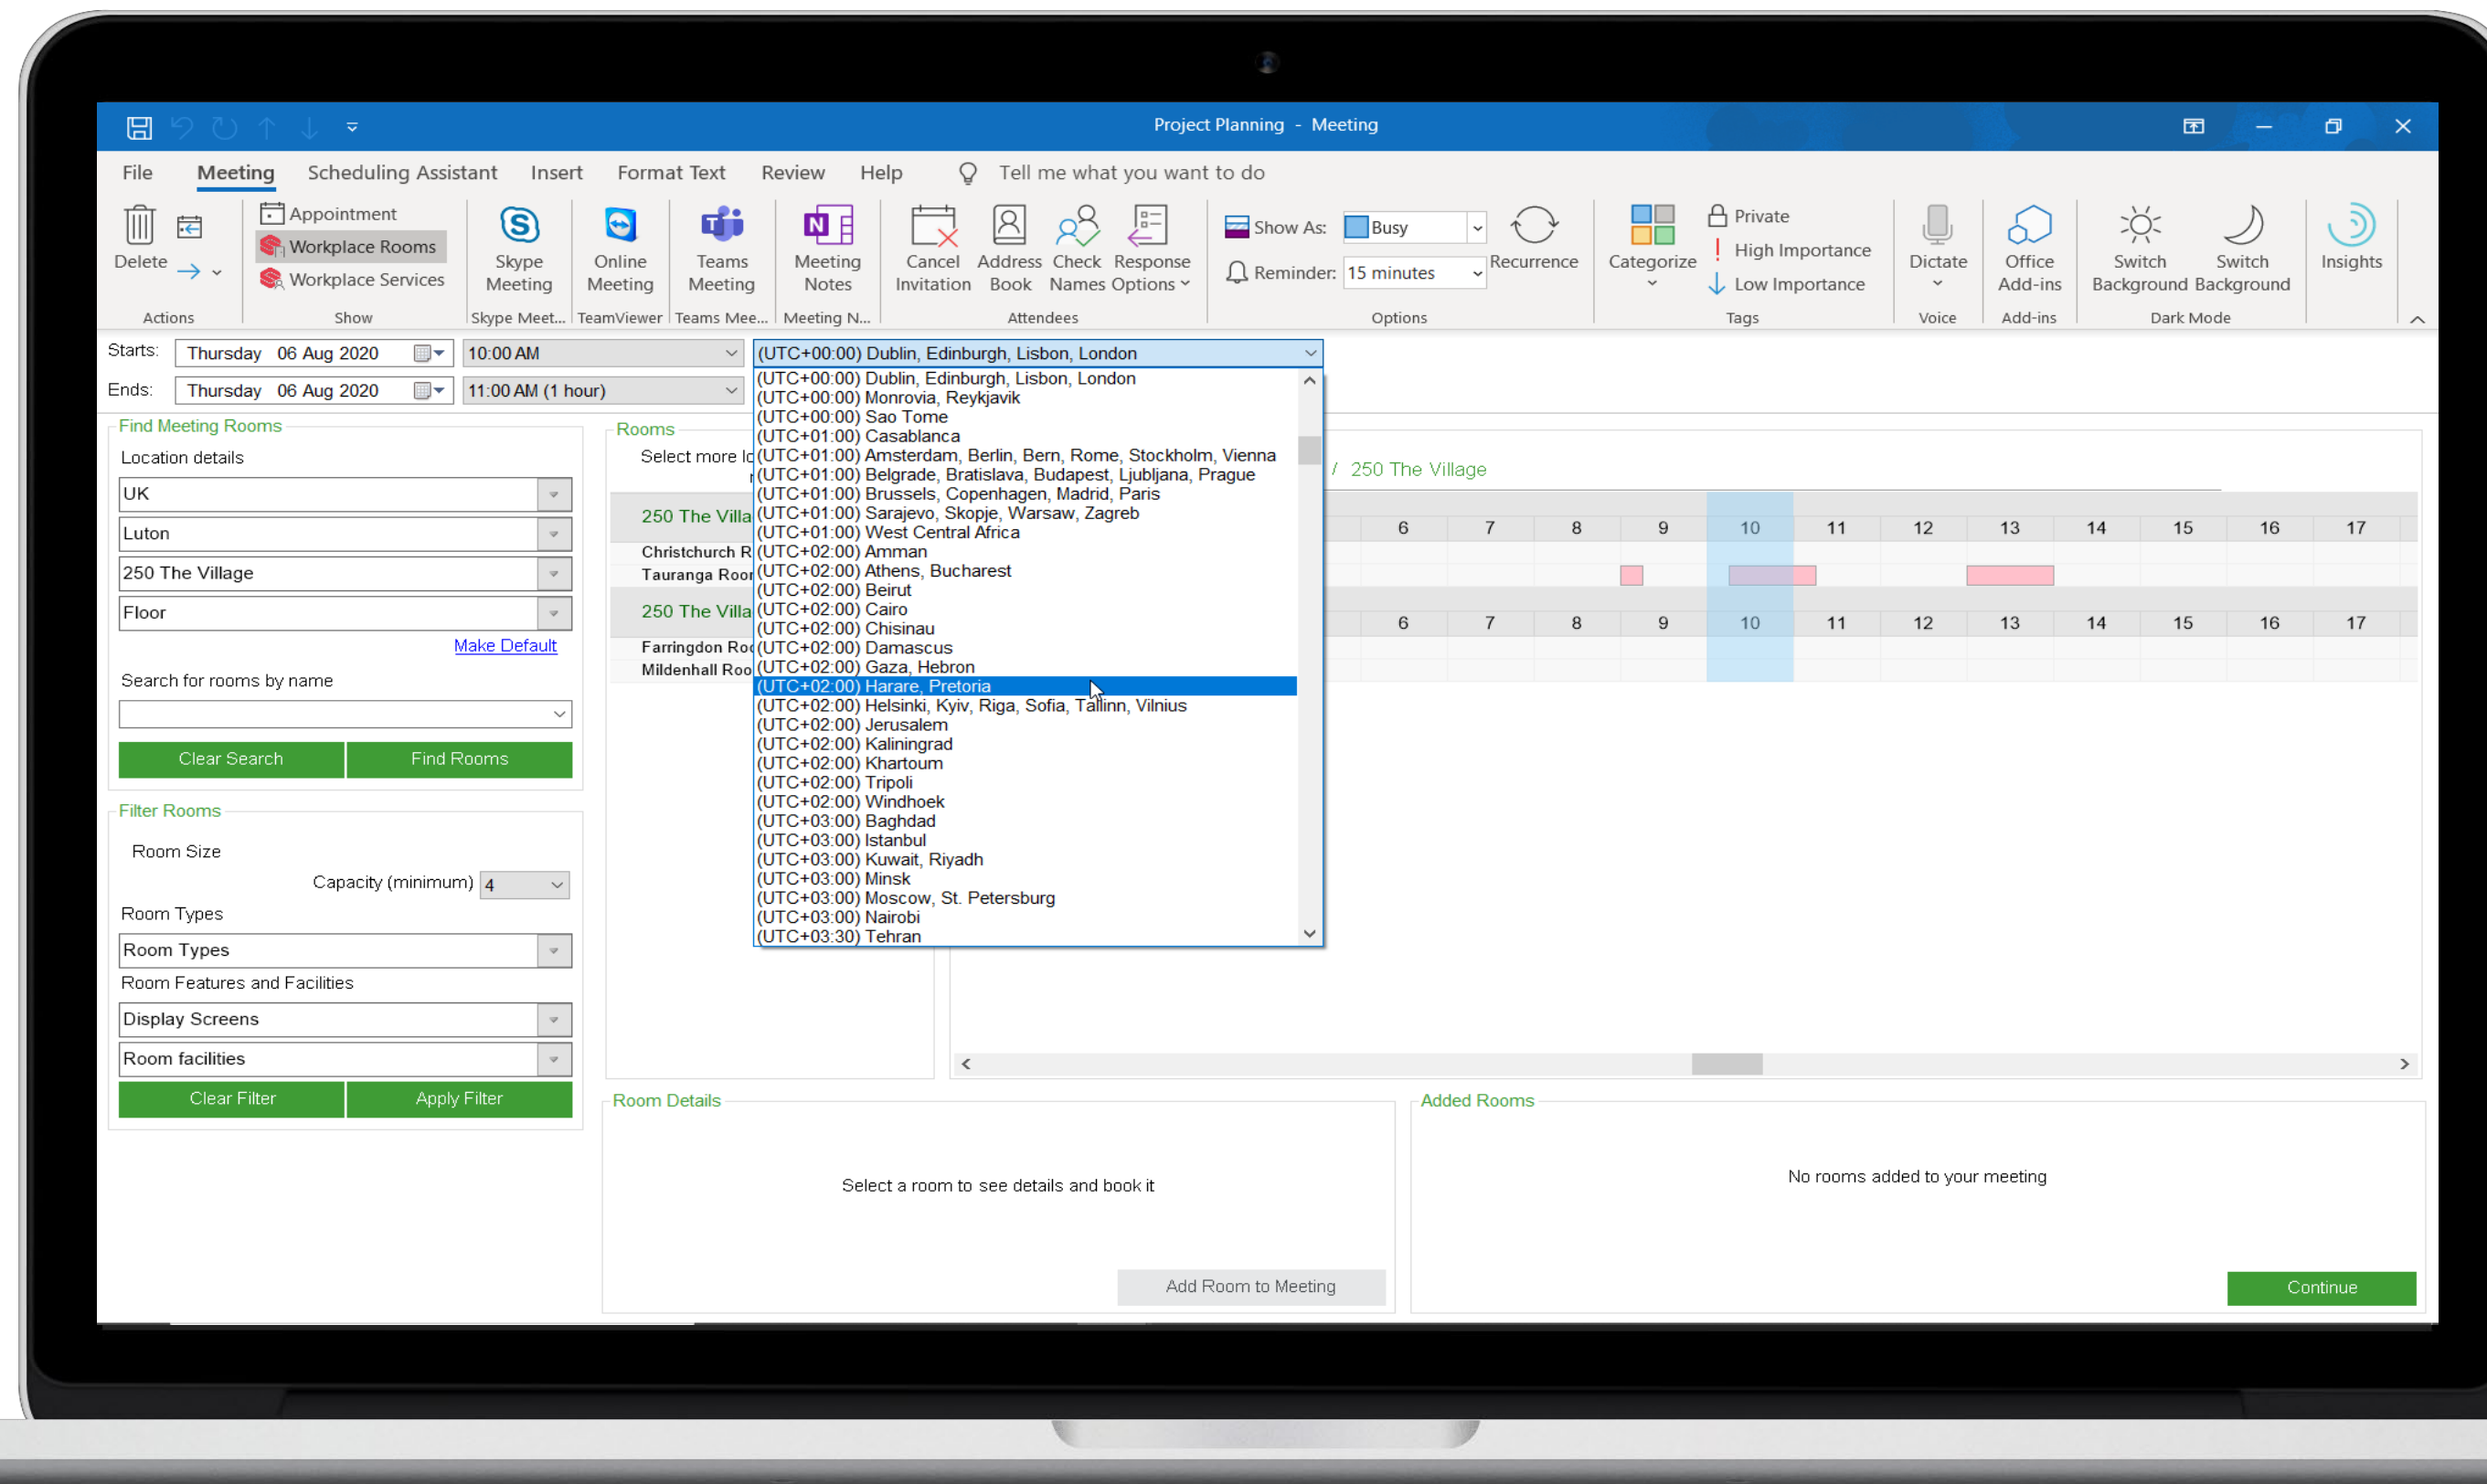 Project Planning - Meeting
File Meeting Scheduling Assistant Insert Format Text Review Help Tell me what you want to do
Delete
Actions
Appointment
Workplace Rooms
Workplace Services
Show
Skype
Meeting
Skype Meet...
Online
Meeting
TeamViewer
Teams
Meeting
Teams Mee...
Meeting
Notes
Meeting N...
Cancel
Invitation
Address
Book
Check
Names
Response
Options
Attendees
Show As: Busy
Reminder: 15 minutes
Recurrence
Options
Categorize
Private
High Importance
Low Importance
Tags
Dictate
Voice
Office
Add-ins
Add-ins
Switch
Background
Switch
Background
Dark Mode
Insights
Starts: Thursday 06 Aug 2020 10:00 AM (UTC+00:00) Dublin, Edinburgh, Lisbon, London
Ends: Thursday 06 Aug 2020 11:00 AM (1 hour)
(UTC+00:00) Dublin, Edinburgh, Lisbon, London
(UTC+00:00) Monrovia, Reykjavik
(UTC+00:00) Sao Tome
(UTC+01:00) Casablanca
(UTC+01:00) Amsterdam, Berlin, Bern, Rome, Stockholm, Vienna
(UTC+01:00) Belgrade, Bratislava, Budapest, Ljubljana, Prague
(UTC+01:00) Brussels, Copenhagen, Madrid, Paris
(UTC+01:00) Sarajevo, Skopje, Warsaw, Zagreb
(UTC+01:00) West Central Africa
(UTC+02:00) Amman
(UTC+02:00) Athens, Bucharest
(UTC+02:00) Beirut
(UTC+02:00) Cairo
(UTC+02:00) Chisinau
(UTC+02:00) Damascus
(UTC+02:00) Gaza, Hebron
(UTC+02:00) Harare, Pretoria
(UTC+02:00) Helsinki, Kyiv, Riga, Sofia, Tallinn, Vilnius
(UTC+02:00) Jerusalem
(UTC+02:00) Kaliningrad
(UTC+02:00) Khartoum
(UTC+02:00) Tripoli
(UTC+02:00) Windhoek
(UTC+03:00) Baghdad
(UTC+03:00) Istanbul
(UTC+03:00) Kuwait, Riyadh
(UTC+03:00) Minsk
(UTC+03:00) Moscow, St. Petersburg
(UTC+03:00) Nairobi
(UTC+03:30) Tehran
Find Meeting Rooms
Location details
UK
Luton
250 The Village
Floor
Make Default
Search for rooms by name
Clear Search Find Rooms
Filter Rooms
Room Size
Capacity (minimum) 4
Room Types
Room Types
Room Features and Facilities
Display Screens
Room facilities
Clear Filter Apply Filter
Rooms
Select more
/ 250 The Village
250 The
6 7 8 9 10 11 12 13 14 15 16 17
Christchurch
Tauranga
250 The
6 7 8 9 10 11 12 13 14 15 16 17
Farringdon
Mildenhall
Room Details
Select a room to see details and book it
Add Room to Meeting
Added Rooms
No rooms added to your meeting
Continue